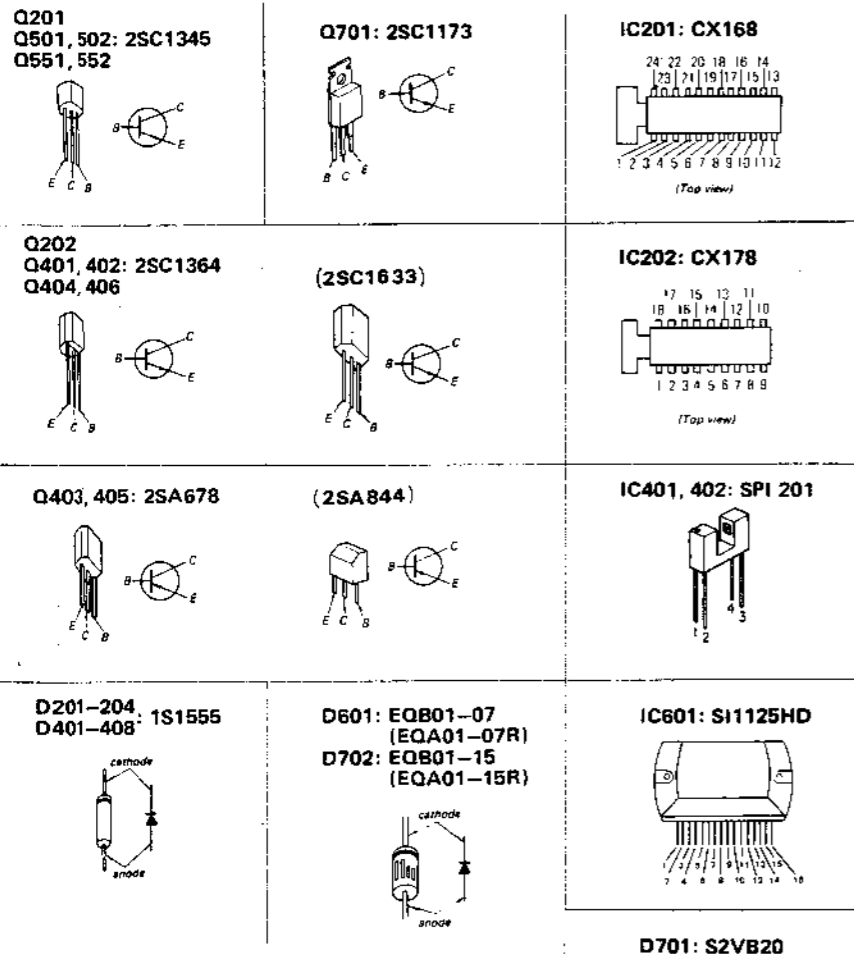 Q201
Q501, 502: 2SC1345
Q551, 552
C
B
E
E C B
Q701: 2SC1173
C
B
E
B C E
IC201: CX168
24 22 20 18 16 14
23 21 19 17 15 13
1 2 3 4 5 6 7 8 9 10 11 12
(Top view)
Q202
Q401, 402: 2SC1364
Q404, 406
C
B
E
E C B
(2SC1633)
C
B
E
E C B
IC202: CX178
17 15 13 11
18 16 14 12 10
1 2 3 4 5 6 7 8 9
(Top view)
Q403, 405: 2SA678
C
B
E
E C B
(2SA844)
C
B
E
E C B
IC401, 402: SPI 201
4
3
1
2
D201-204
D401-408: 1S1555
cathode
anode
D601: EQB01-07
(EQA01-07R)
D702: EQB01-15
(EQA01-15R)
cathode
anode
IC601: SI1125HD
1 3 5 7 9 11 13 15
2 4 6 8 10 12 14 16
D701: S2VB20